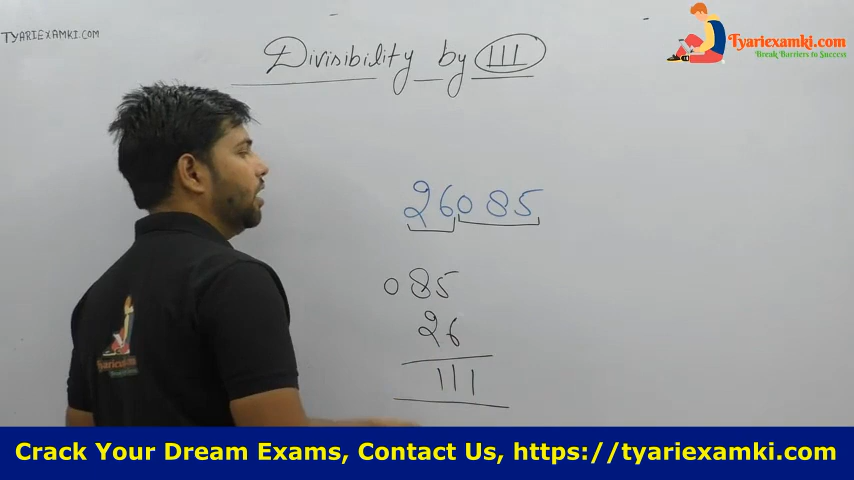 TYARIEXAMKI.COM
Tyariexamki.com
Break Barriers to Success
Divisibility by 111
26085
085
26
111
Tyariexamki
Crack Your Dream Exams, Contact Us, https://tyariexamki.com